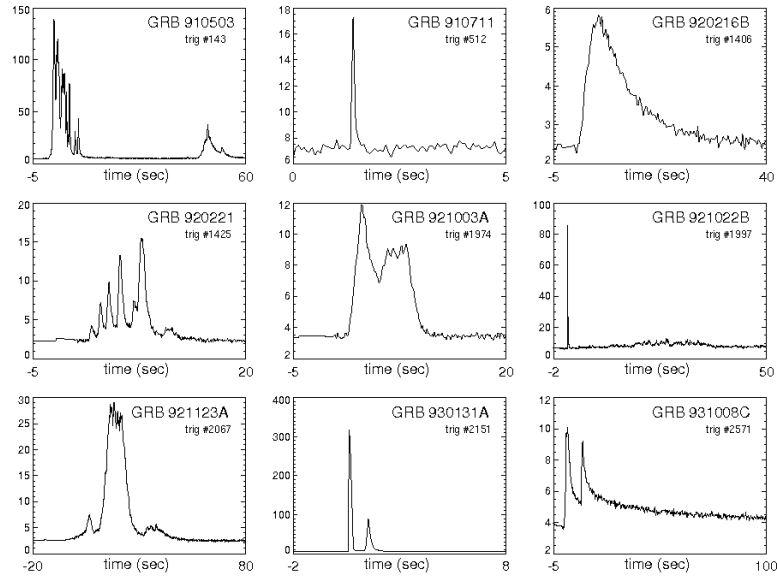 GRB 910503
trig #143
150
100
50
0
-5
time (sec)
60
GRB 910711
trig #512
18
16
14
12
10
8
6
0
time (sec)
5
GRB 920216B
trig #1406
6
5
4
3
2
-5
time (sec)
40
GRB 920221
trig #1425
20
15
10
5
0
-5
time (sec)
20
GRB 921003A
trig #1974
12
10
8
6
4
2
-5
time (sec)
20
GRB 921022B
trig #1997
100
80
60
40
20
0
-2
time (sec)
50
GRB 921123A
trig #2067
30
25
20
15
10
5
0
-20
time (sec)
80
GRB 930131A
trig #2151
400
300
200
100
0
-2
time (sec)
8
GRB 931008C
trig #2571
12
10
8
6
4
2
-5
time (sec)
100